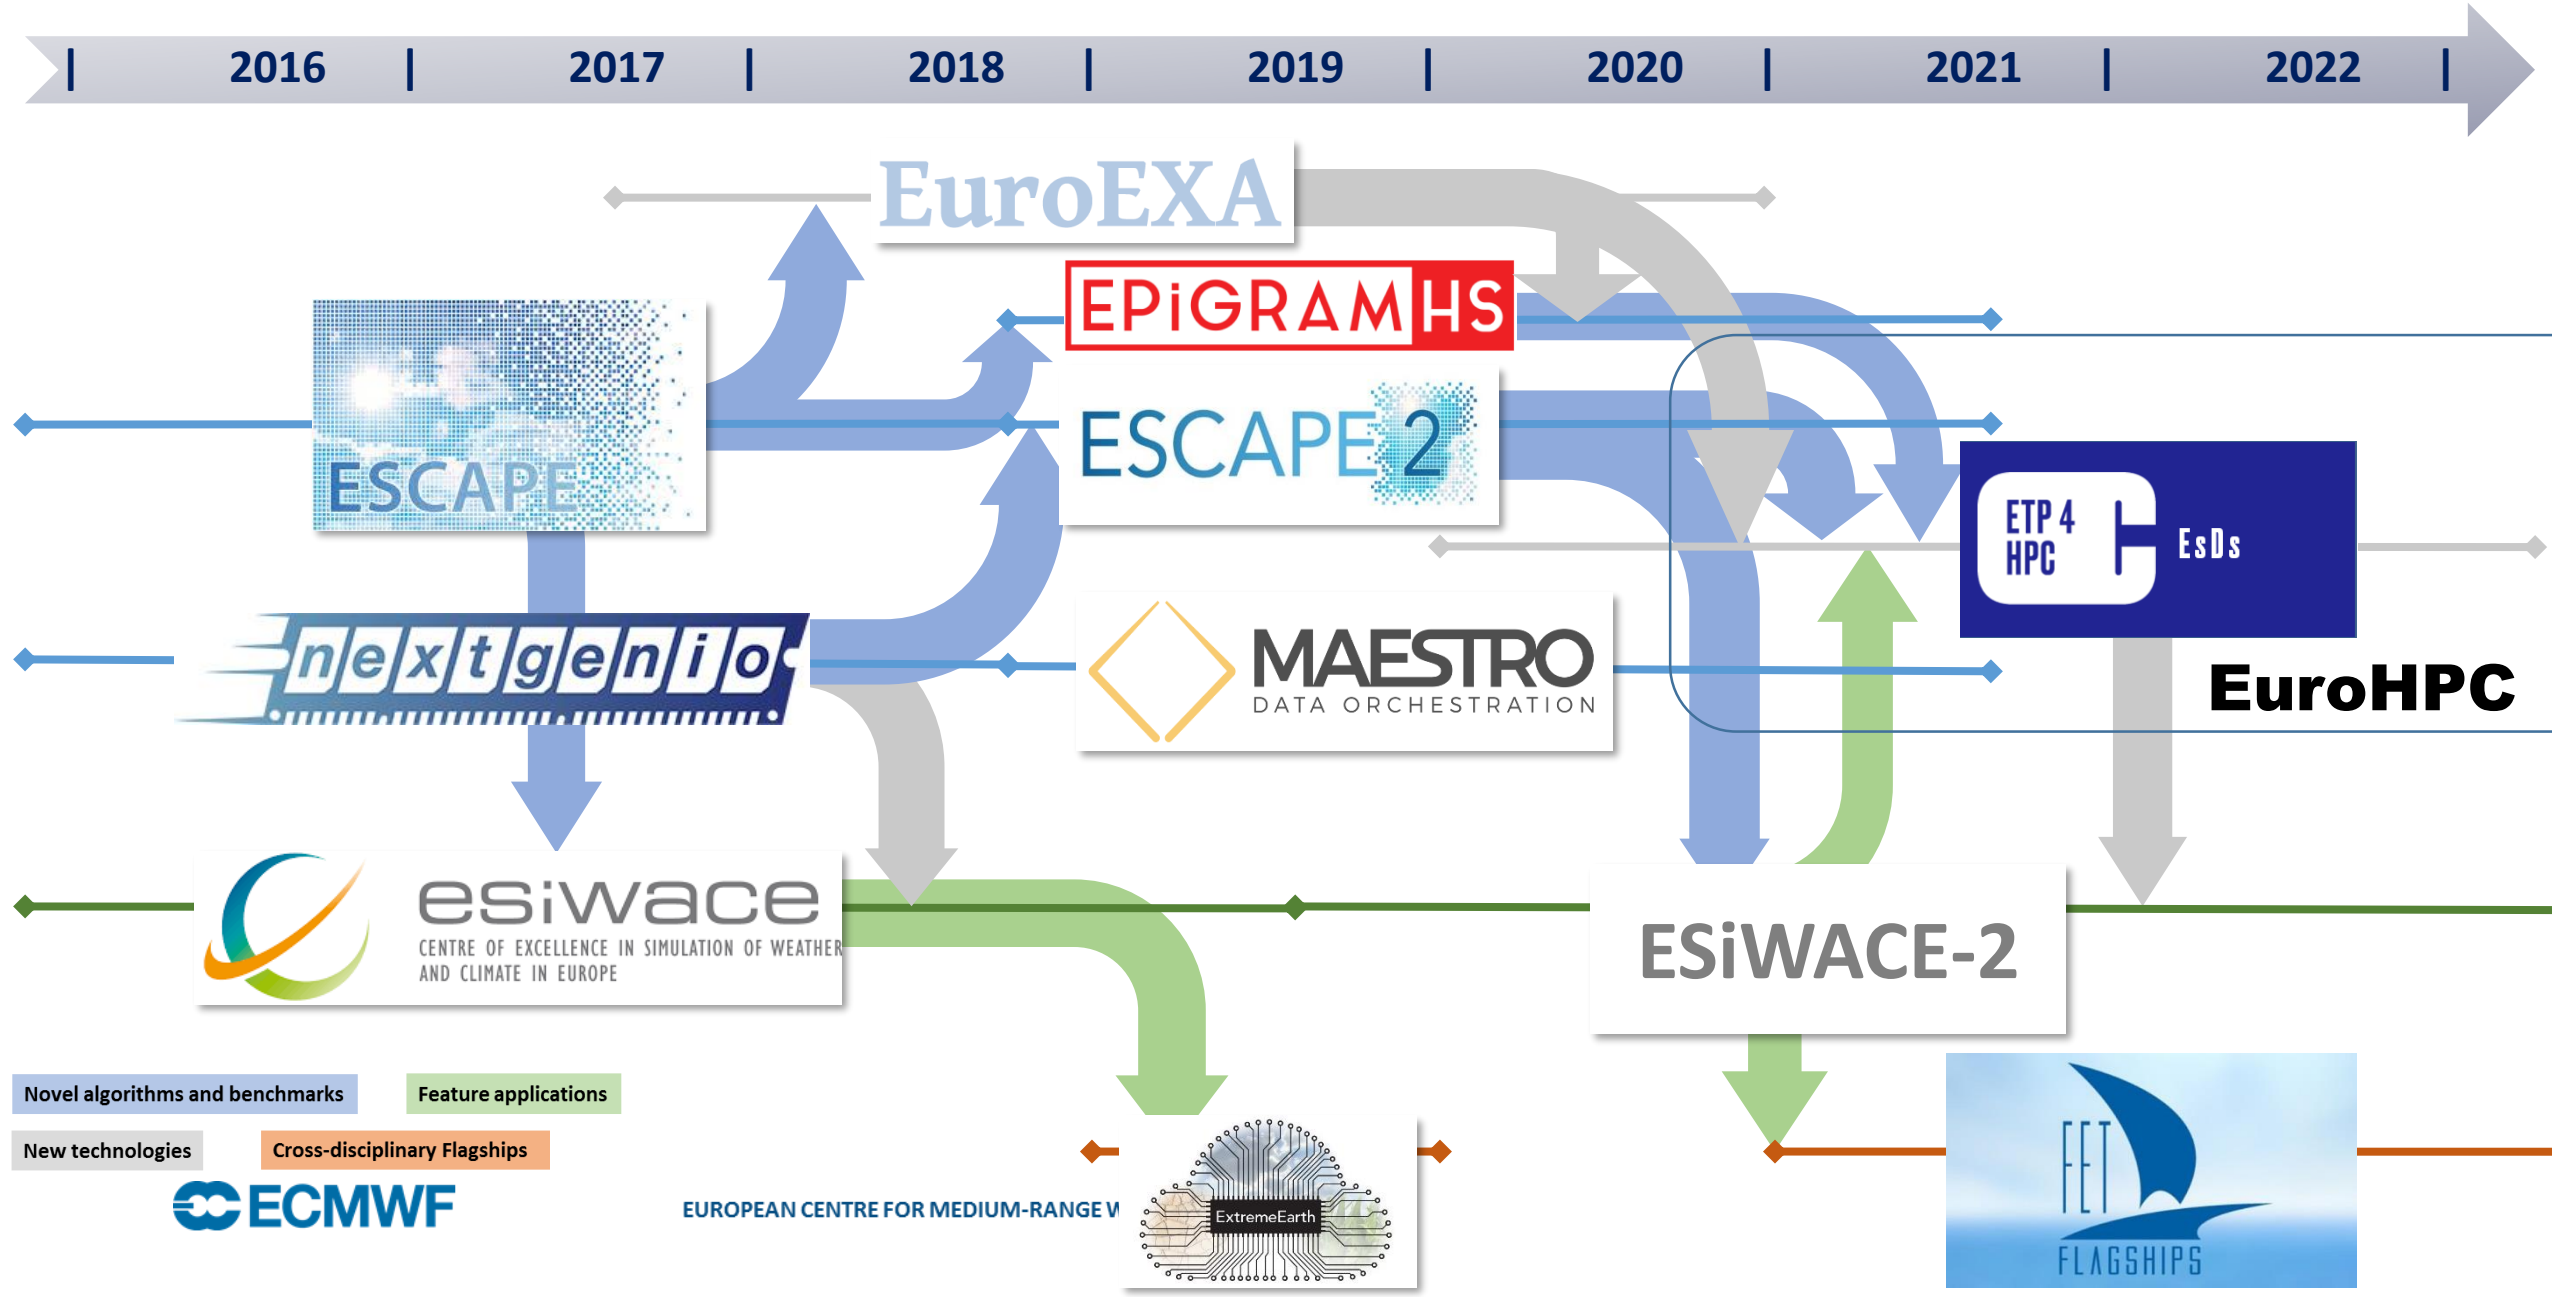 2016 | 2017 | 2018 | 2019 | 2020 | 2021 | 2022
EuroEXA
EPiGRAM HS
ESCAPE
ESCAPE 2
ETP 4
HPC
EsDs
nextgenio
MAESTRO
DATA ORCHESTRATION
EuroHPC
esiwace
CENTRE OF EXCELLENCE IN SIMULATION OF WEATHER
AND CLIMATE IN EUROPE
ESiWACE-2
Novel algorithms and benchmarks
Feature applications
New technologies
Cross-disciplinary Flagships
ECMWF
EUROPEAN CENTRE FOR MEDIUM-RANGE W
ExtremeEarth
FET
FLAGSHIPS